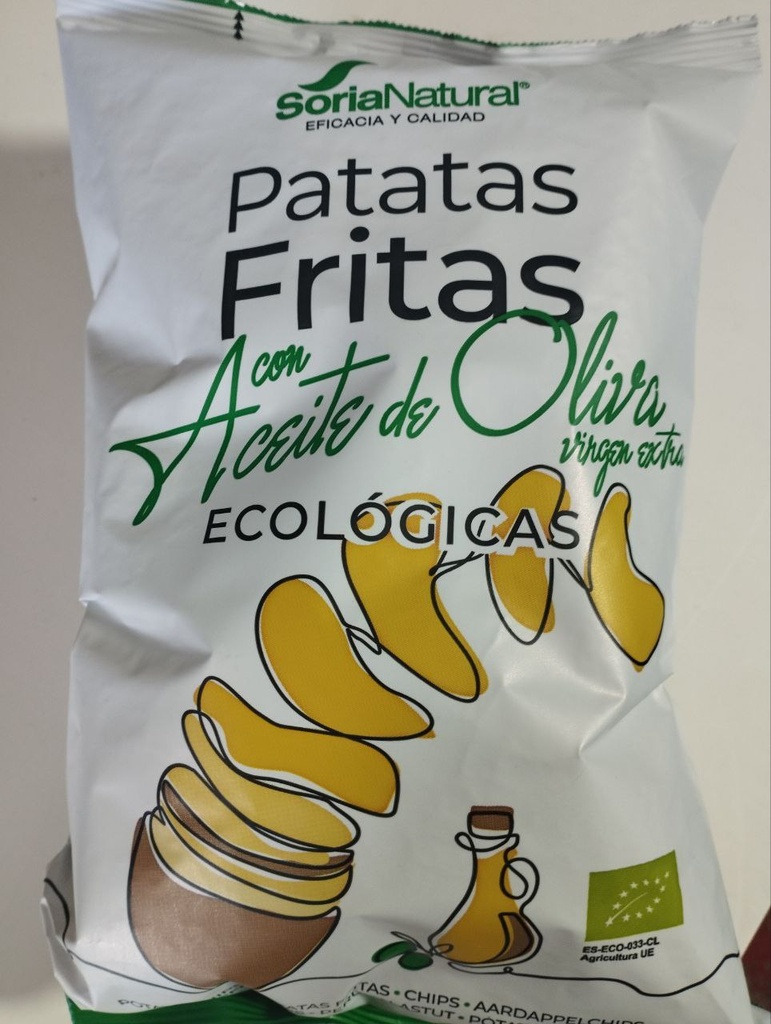 SoriaNatural®
EFICACIA Y CALIDAD
Patatas
Fritas
con
Aceite de Oliva
virgen extra
ECOLÓGICAS
ES-ECO-033-CL
Agricultura UE
CHIPS • AARDAPPELCHIPS